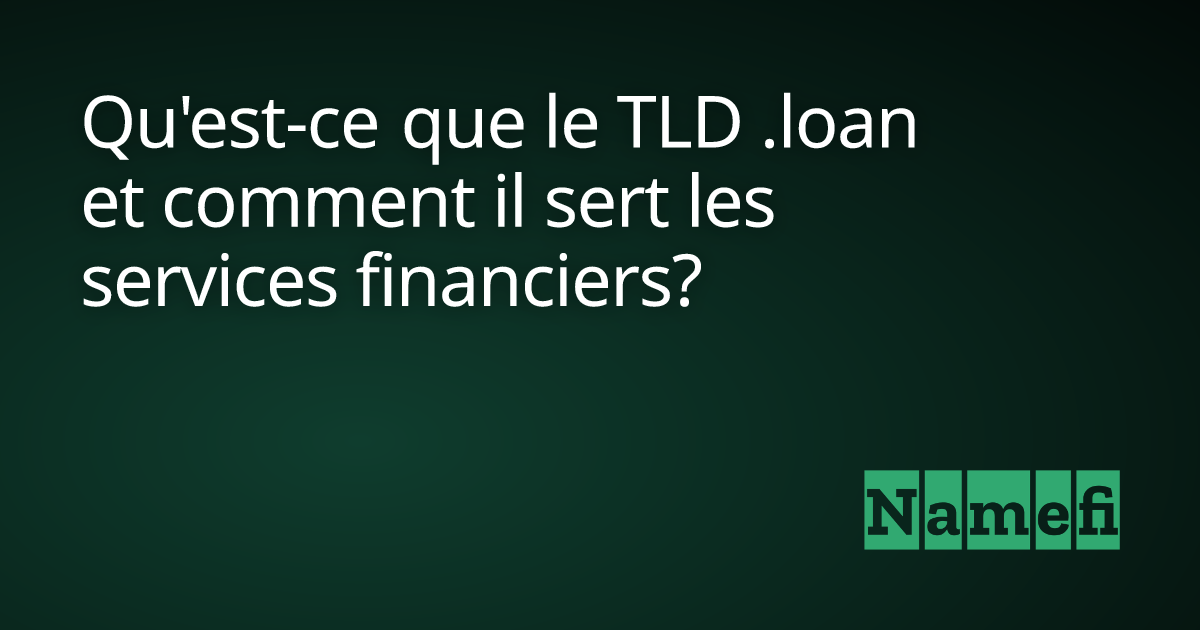 Qu'est-ce que le TLD .loan
et comment il sert les
services financiers?
Namefi